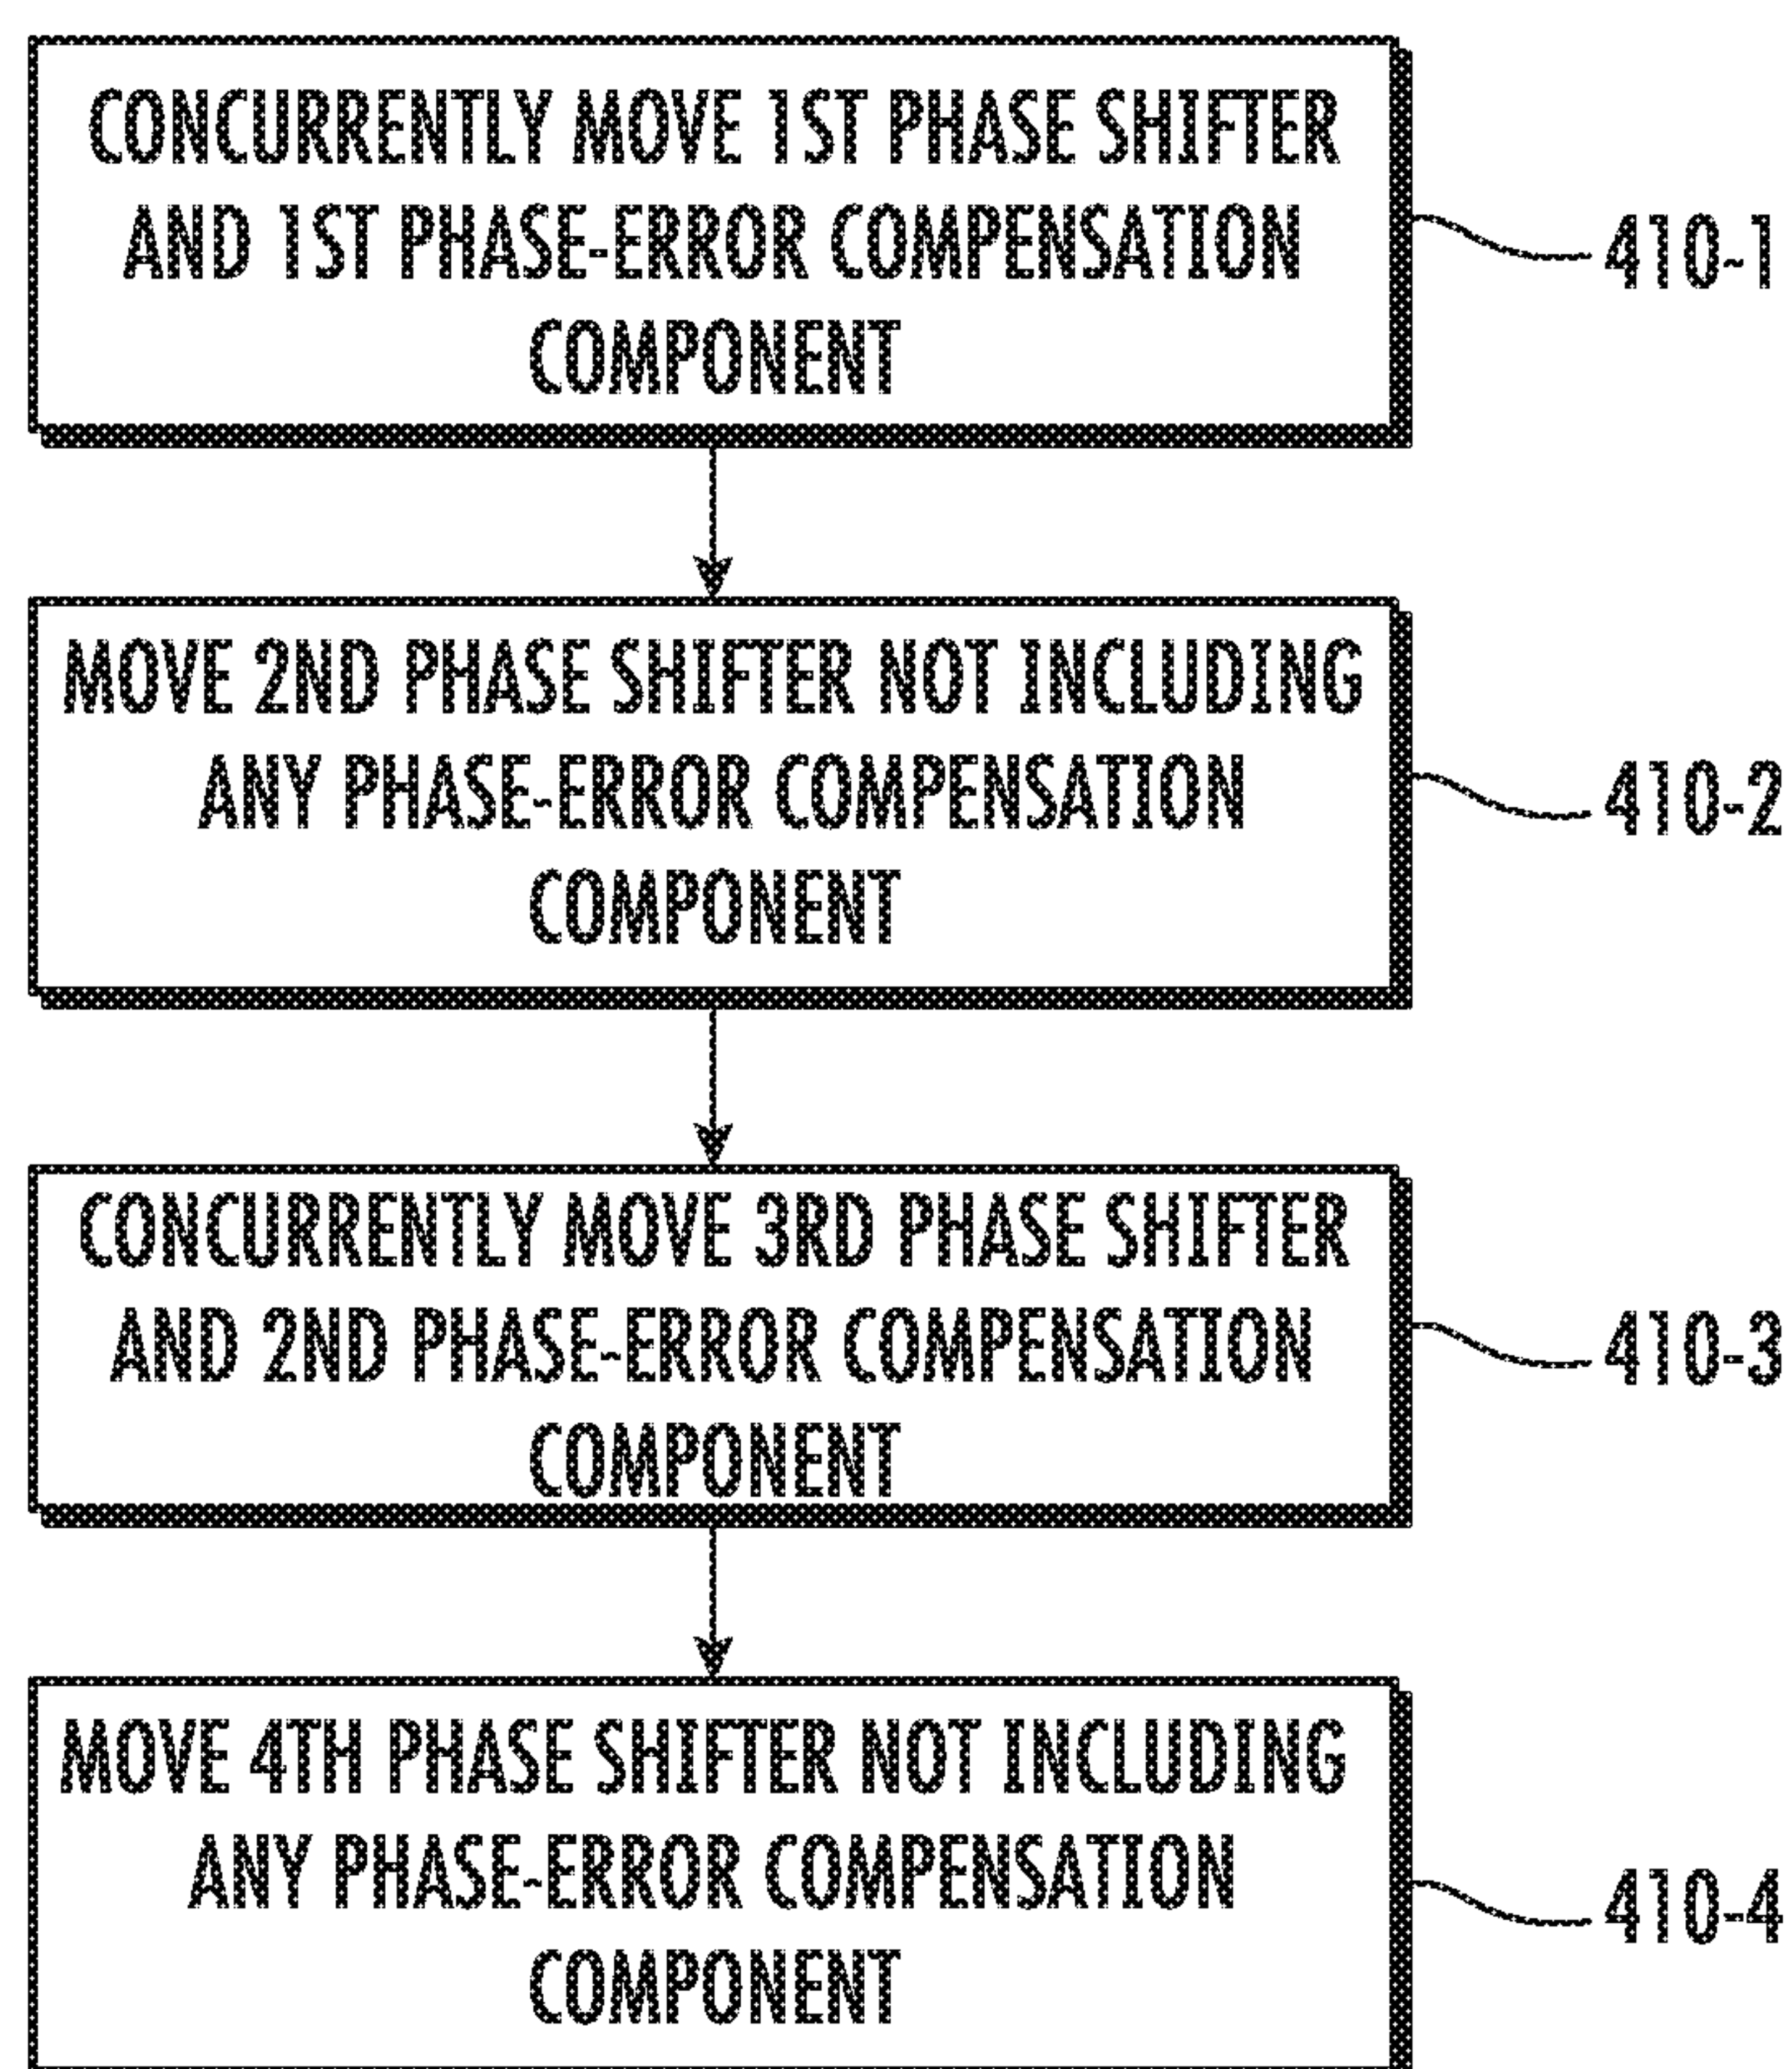 CONCURRENTLY MOVE 1ST PHASE SHIFTER
AND 1ST PHASE-ERROR COMPENSATION
COMPONENT
410-1
MOVE 2ND PHASE SHIFTER NOT INCLUDING
ANY PHASE-ERROR COMPENSATION
COMPONENT
410-2
CONCURRENTLY MOVE 3RD PHASE SHIFTER
AND 2ND PHASE-ERROR COMPENSATION
COMPONENT
410-3
MOVE 4TH PHASE SHIFTER NOT INCLUDING
ANY PHASE-ERROR COMPENSATION
COMPONENT
410-4